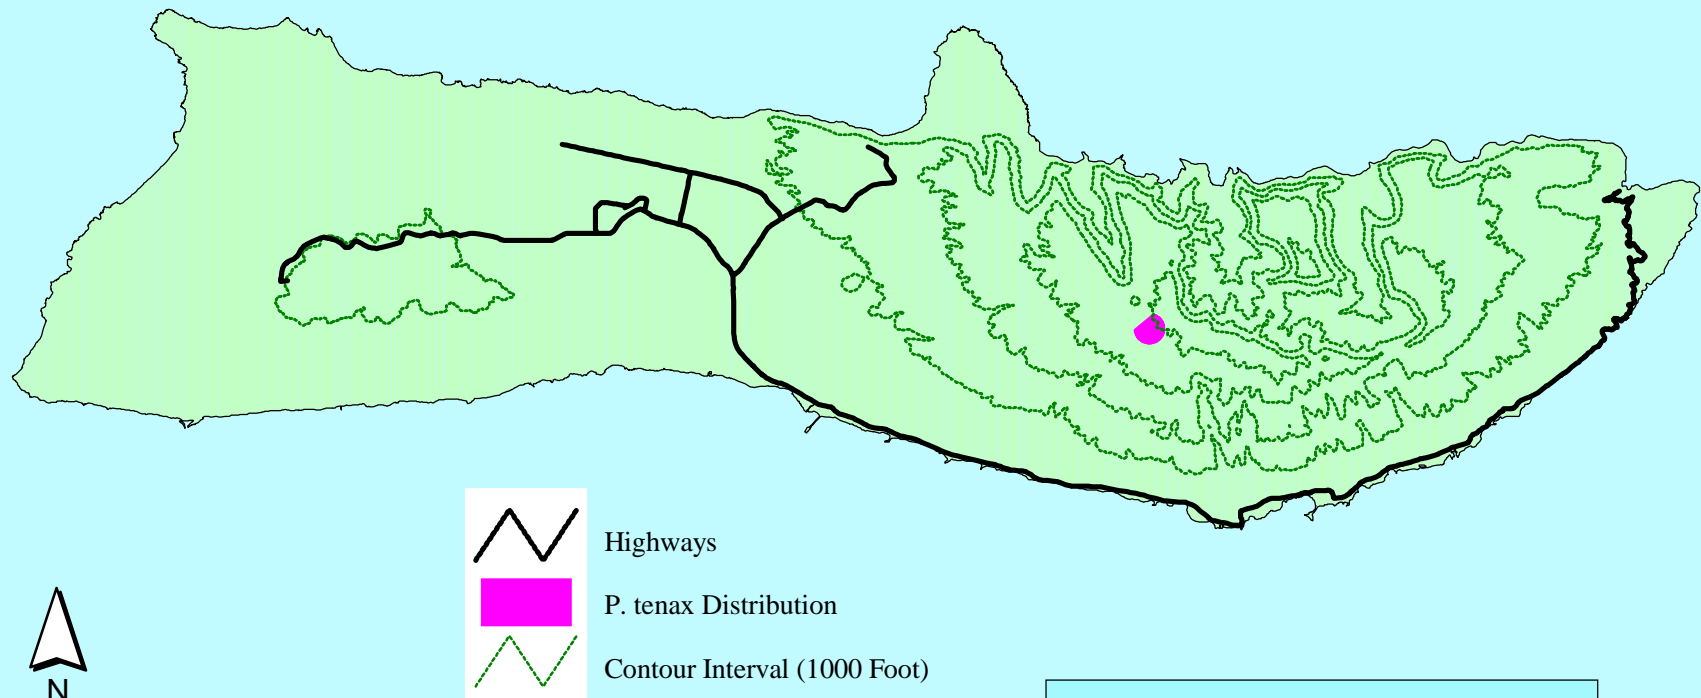 Highways
P. tenax Distribution
Contour Interval (1000 Foot)
N